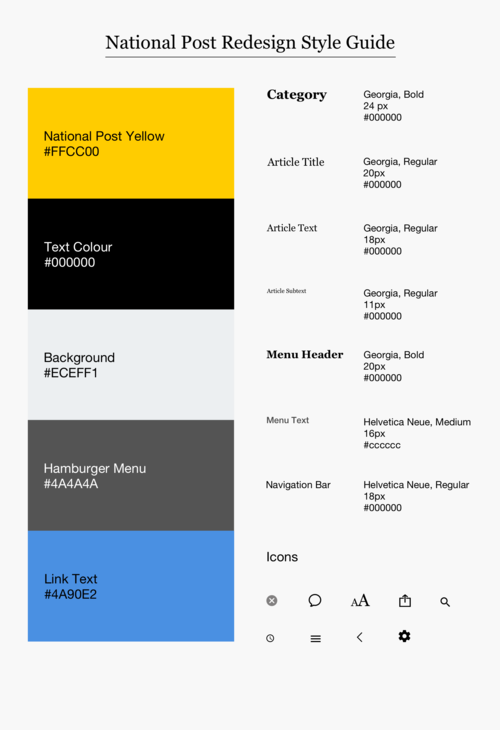 National Post Redesign Style Guide
National Post Yellow
#FFCC00
Text Colour
#000000
Background
#ECEFF1
Hamburger Menu
#4A4A4A
Link Text
#4A90E2
Category
Georgia, Bold
24 px
#000000
Article Title
Georgia, Regular
20px
#000000
Article Text
Georgia, Regular
18px
#000000
Article Subtext
Georgia, Regular
11px
#000000
Menu Header
Georgia, Bold
20px
#000000
Menu Text
Helvetica Neue, Medium
16px
#cccccc
Navigation Bar
Helvetica Neue, Regular
18px
#000000
Icons
AA